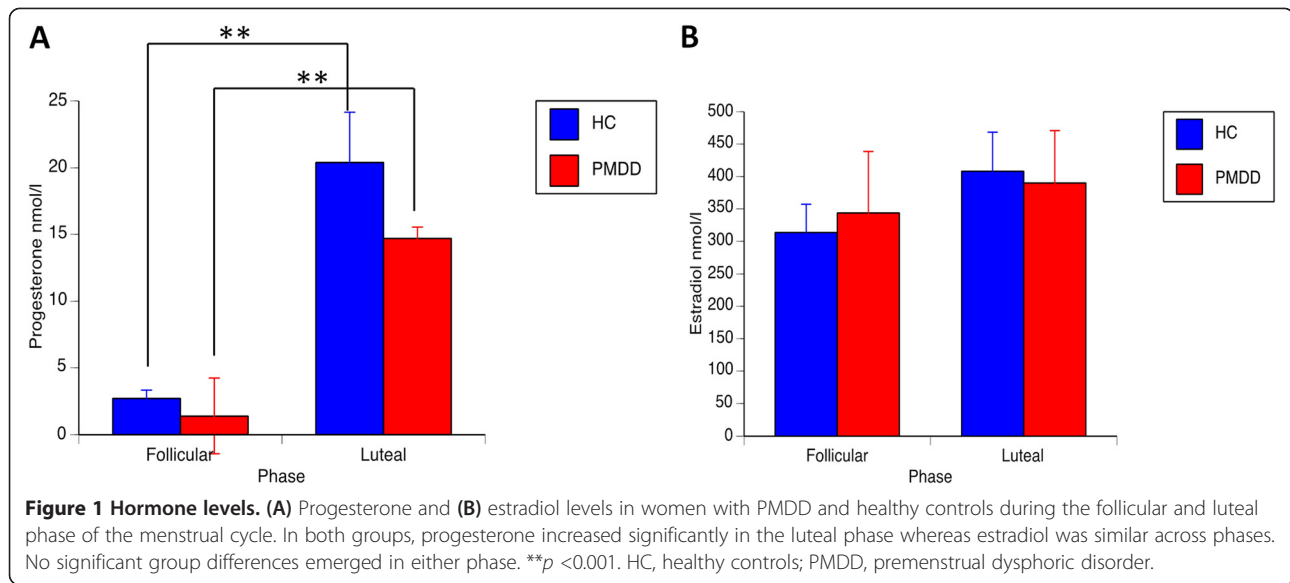 A
**
**
25
20
15
10
5
0
Progesterone nmol/l
Follicular
Luteal
Phase
HC
PMDD
B
500
450
400
350
300
250
200
150
100
50
0
Estradiol nmol/l
Follicular
Luteal
Phase
HC
PMDD
Figure 1 Hormone levels. (A) Progesterone and (B) estradiol levels in women with PMDD and healthy controls during the follicular and luteal
phase of the menstrual cycle. In both groups, progesterone increased significantly in the luteal phase whereas estradiol was similar across phases.
No significant group differences emerged in either phase. **p <0.001. HC, healthy controls; PMDD, premenstrual dysphoric disorder.